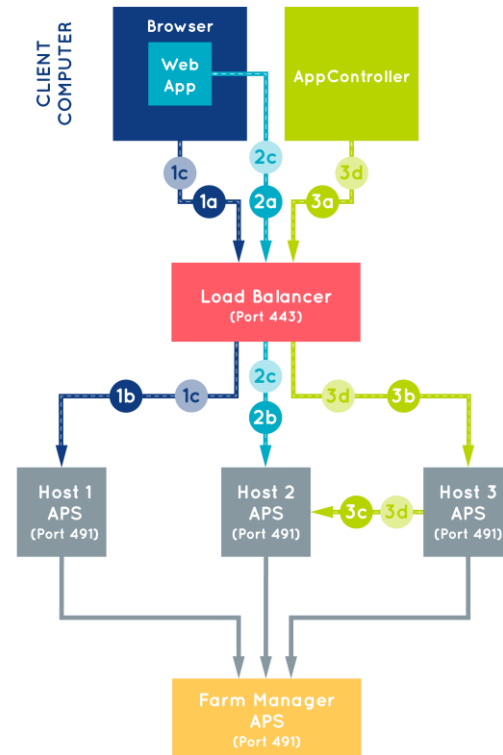 CLIENT
COMPUTER
Browser
Web
App
AppController
1c
2c
3d
1a
2a
3a
Load Balancer
(Port 443)
2c
1b
1c
3d
3b
2b
Host 1
APS
(Port 491)
Host 2
APS
(Port 491)
3c
3d
Host 3
APS
(Port 491)
Farm Manager
APS
(Port 491)